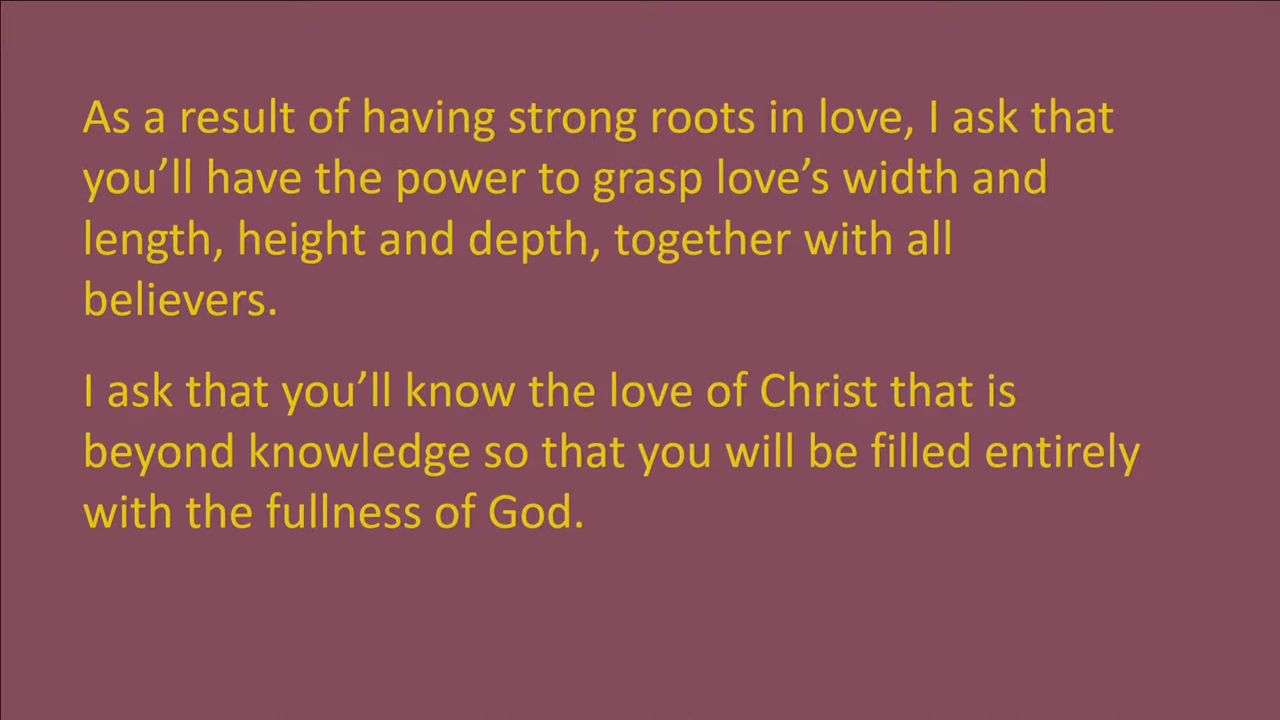 As a result of having strong roots in love, I ask that
you’ll have the power to grasp love’s width and
length, height and depth, together with all
believers.
I ask that you’ll know the love of Christ that is
beyond knowledge so that you will be filled entirely
with the fullness of God.